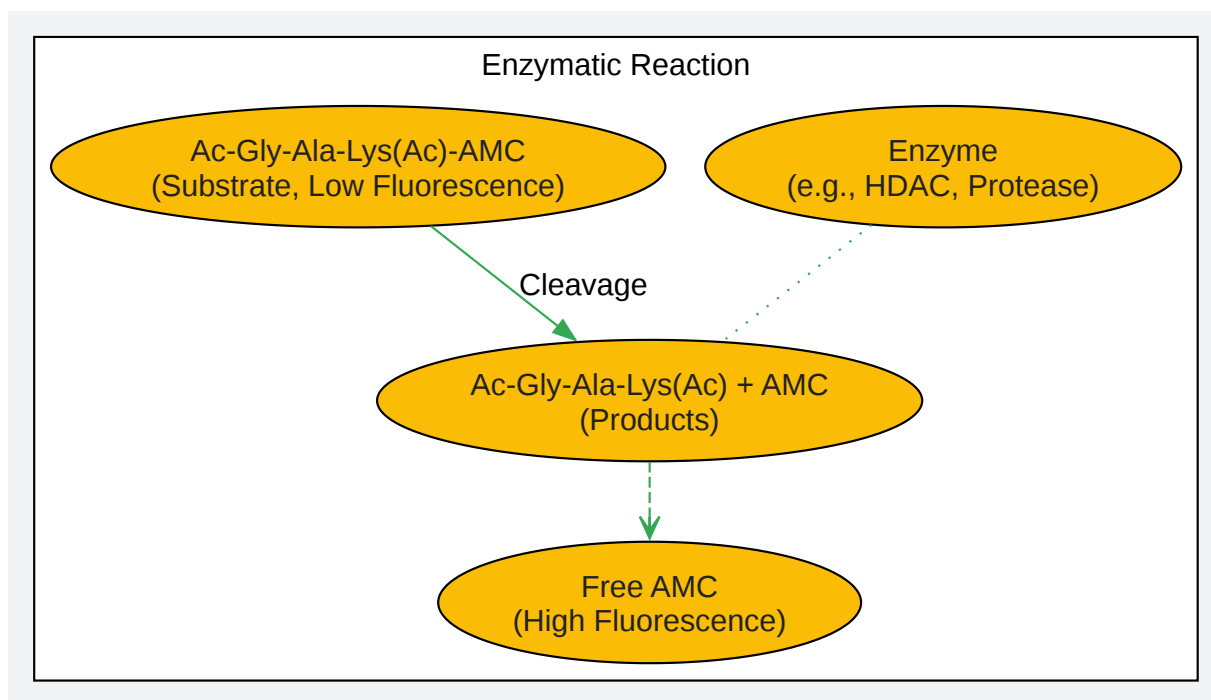 Enzymatic Reaction
Ac-Gly-Ala-Lys(Ac)-AMC
(Substrate, Low Fluorescence)
Enzyme
(e.g., HDAC, Protease)
Cleavage
Ac-Gly-Ala-Lys(Ac) + AMC
(Products)
Free AMC
(High Fluorescence)